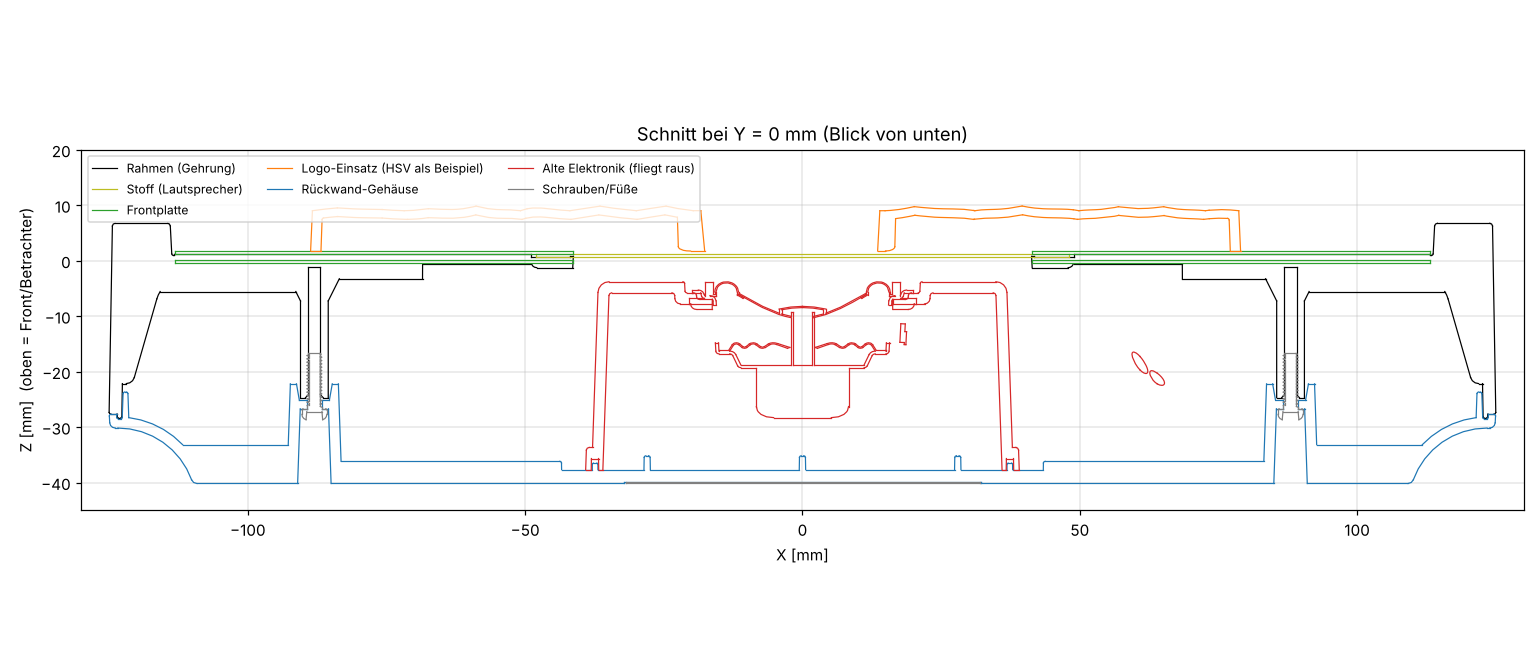 Schnitt bei Y = 0 mm (Blick von unten)
Rahmen (Gehrung)
Stoff (Lautsprecher)
Frontplatte
Logo-Einsatz (HSV als Beispiel)
Rückwand-Gehäuse
Alte Elektronik (fliegt raus)
Schrauben/Füße
Z [mm]  (oben = Front/Betrachter)
20
10
0
−10
−20
−30
−40
−100
−50
0
50
100
X [mm]